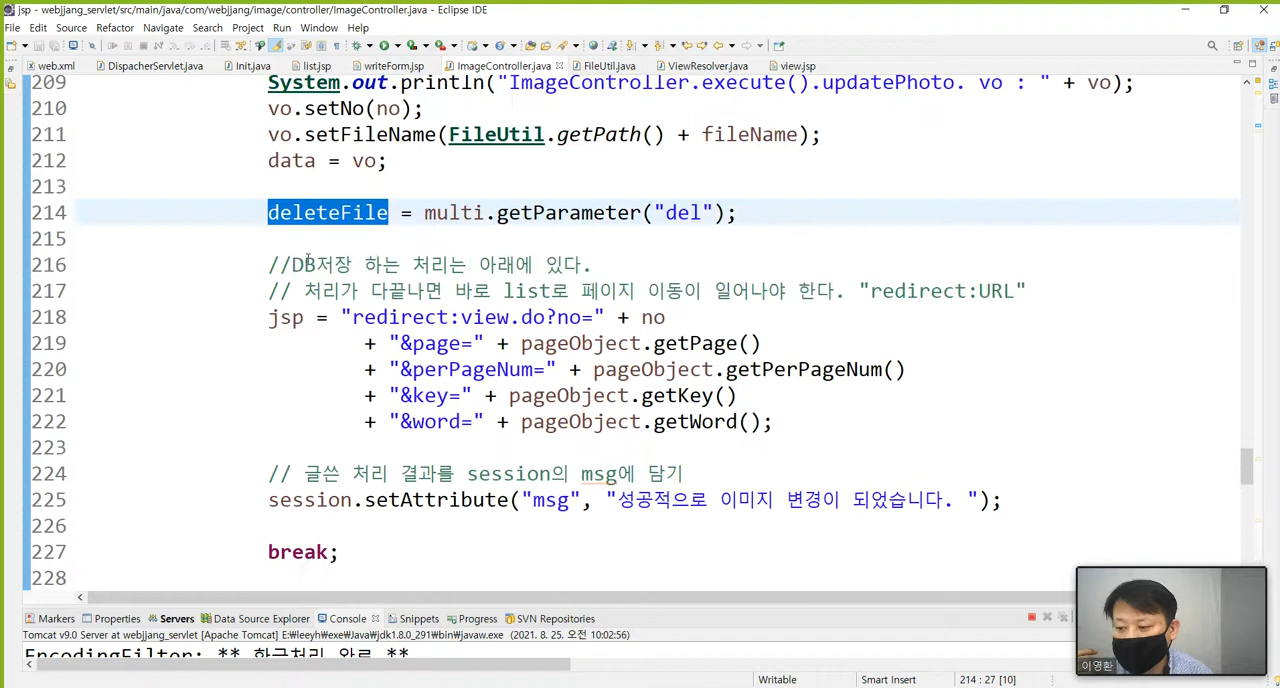 jsp - webjjang_servlet/src/main/java/com/webjjang/image/controller/ImageController.java - Eclipse IDE
File Edit Source Refactor Navigate Search Project Run Window Help
web.xml DispacherServlet.java Init.java list.jsp writeForm.jsp ImageController.java FileUtil.java ViewResolver.java view.jsp
209 System.out.println("ImageController.execute().updatePhoto. vo : " + vo);
210 vo.setNo(no);
211 vo.setFileName(FileUtil.getPath() + fileName);
212 data = vo;
213
214 deleteFile = multi.getParameter("del");
215
216 //DB저장 하는 처리는 아래에 있다.
217 // 처리가 다끝나면 바로 list로 페이지 이동이 일어나야 한다. "redirect:URL"
218 jsp = "redirect:view.do?no=" + no
219 + "&page=" + pageObject.getPage()
220 + "&perPageNum=" + pageObject.getPerPageNum()
221 + "&key=" + pageObject.getKey()
222 + "&word=" + pageObject.getWord();
223
224 // 글쓴 처리 결과를 session의 msg에 담기
225 session.setAttribute("msg", "성공적으로 이미지 변경이 되었습니다. ");
226
227 break;
228
Markers Properties Servers Data Source Explorer Console Snippets Progress SVN Repositories
Tomcat v9.0 Server at webjjang_servlet [Apache Tomcat] E:₩leeyh₩exe₩Java₩jdk1.8.0_291₩bin₩javaw.exe (2021. 8. 25. 오전 10:02:56)
EncodingFilter: ** 한글처리 완료 **
이영환
Writable Smart Insert 214 : 27 [10]